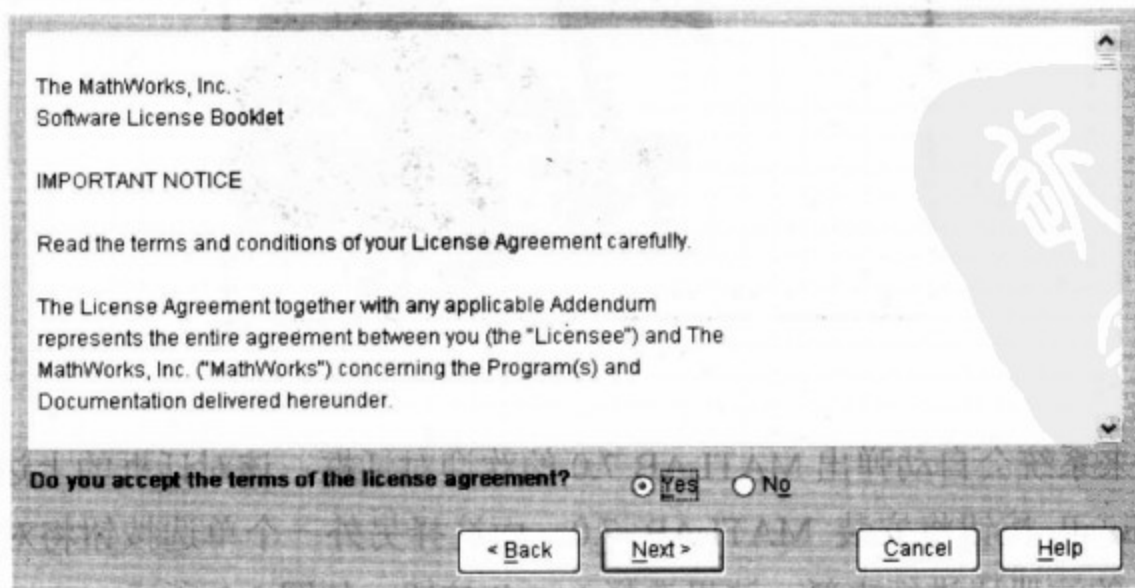 The MathWorks, Inc.
Software License Booklet
IMPORTANT NOTICE
Read the terms and conditions of your License Agreement carefully.
The License Agreement together with any applicable Addendum
represents the entire agreement between you (the "Licensee") and The
MathWorks, Inc. ("MathWorks") concerning the Program(s) and
Documentation delivered hereunder.
Do you accept the terms of the license agreement?
Yes No
< Back Next > Cancel Help